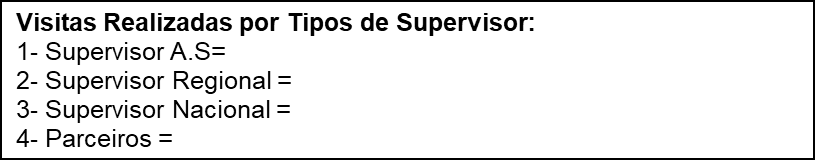 Visitas Realizadas por Tipos de Supervisor:
1- Supervisor A.S=
2- Supervisor Regional =
3- Supervisor Nacional =
4- Parceiros =